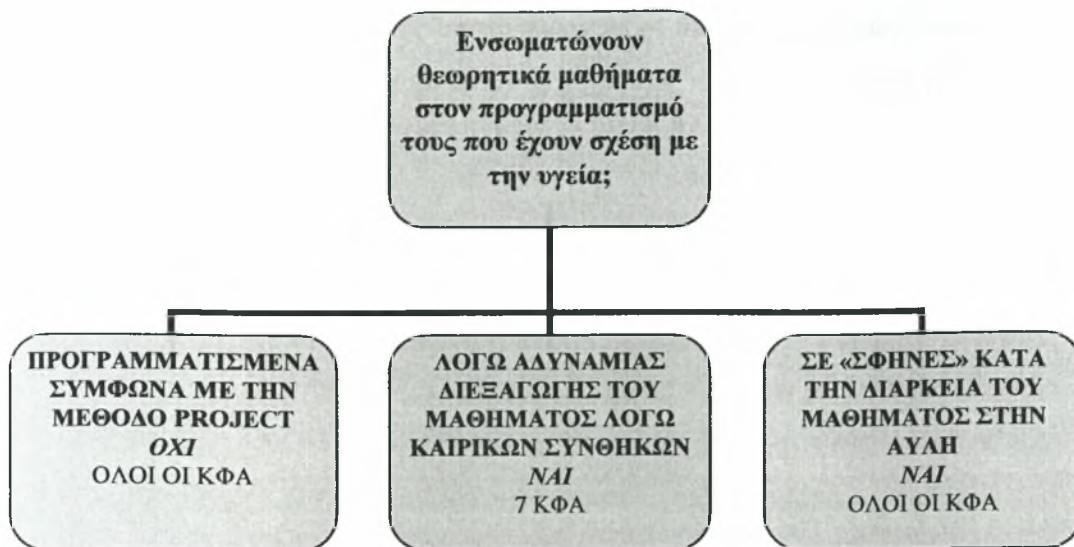 Ενσωματώνουν
θεωρητικά μαθήματα
στον προγραμματισμό
τους που έχουν σχέση με
την υγεία;
ΠΡΟΓΡΑΜΜΑΤΙΣΜΕΝΑ
ΣΥΜΦΩΝΑ ΜΕ ΤΗΝ
ΜΕΘΟΔΟ PROJECT
ΟΧΙ
ΟΛΟΙ ΟΙ ΚΦΑ
ΛΟΓΩ ΑΔΥΝΑΜΙΑΣ
ΔΙΕΞΑΓΩΓΗΣ ΤΟΥ
ΜΑΘΗΜΑΤΟΣ ΛΟΓΩ
ΚΑΙΡΙΚΩΝ ΣΥΝΘΗΚΩΝ
ΝΑΙ
7 ΚΦΑ
ΣΕ «ΣΦΗΝΕΣ» ΚΑΤΑ
ΤΗΝ ΔΙΑΡΚΕΙΑ ΤΟΥ
ΜΑΘΗΜΑΤΟΣ ΣΤΗΝ
ΑΥΛΗ
ΝΑΙ
ΟΛΟΙ ΟΙ ΚΦΑ